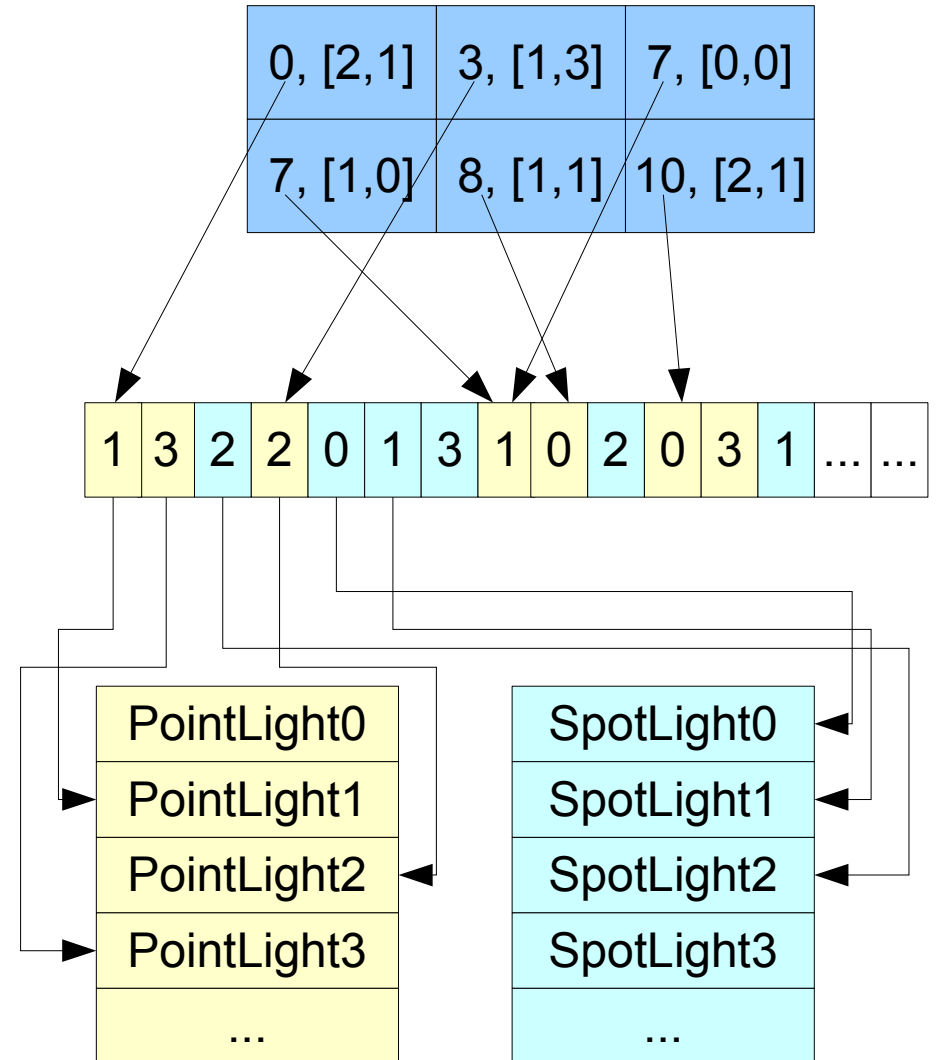 0, [2,1] 3, [1,3] 7, [0,0]
7, [1,0] 8, [1,1] 10, [2,1]
1 3 2 2 0 1 3 1 0 2 0 3 1 ... ...
PointLight0 SpotLight0
PointLight1 SpotLight1
PointLight2 SpotLight2
PointLight3 SpotLight3
... ...